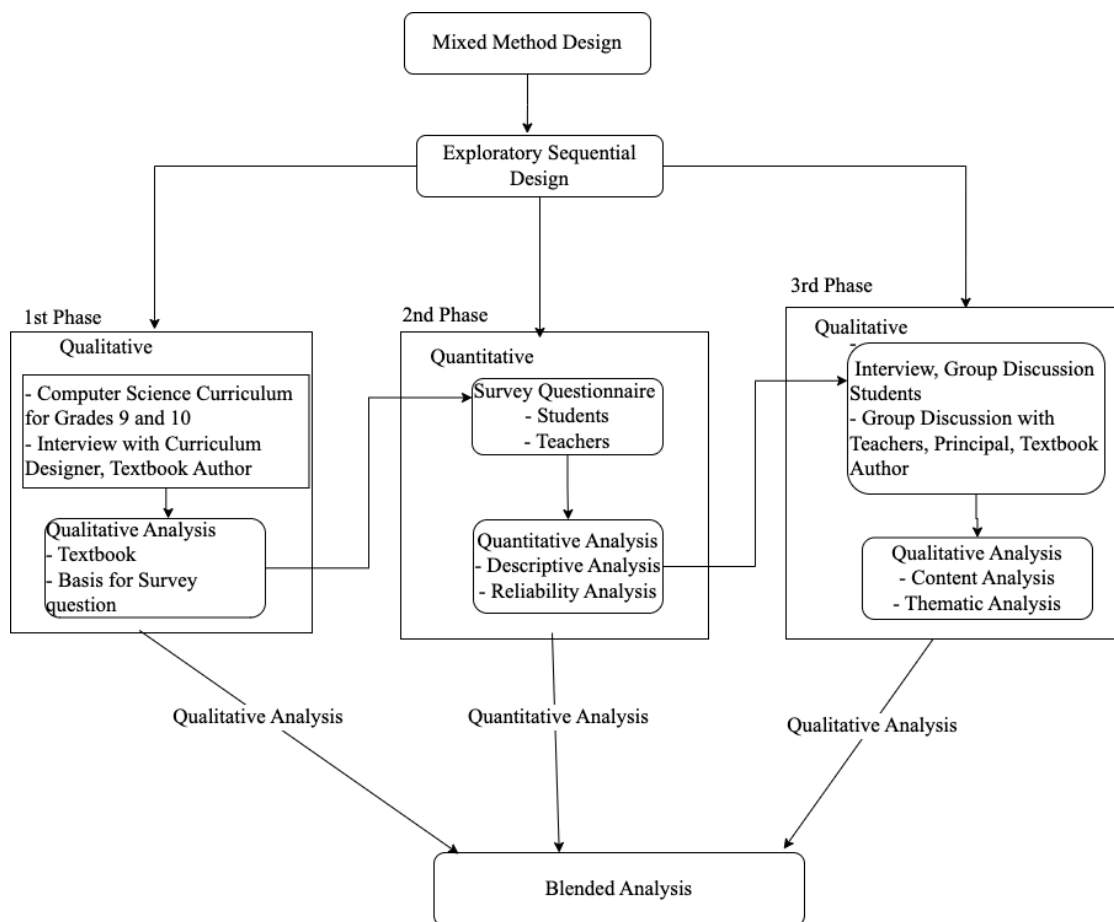 Mixed Method Design
Exploratory Sequential
Design
1st Phase
Qualitative
- Computer Science Curriculum
for Grades 9 and 10
- Interview with Curriculum
Designer, Textbook Author
Qualitative Analysis
- Textbook
- Basis for Survey
question
2nd Phase
Quantitative
Survey Questionnaire
- Students
- Teachers
Quantitative Analysis
- Descriptive Analysis
- Reliability Analysis
3rd Phase
Qualitative
-
Interview, Group Discussion
Students
- Group Discussion with
Teachers, Principal, Textbook
Author
Qualitative Analysis
- Content Analysis
- Thematic Analysis
Qualitative Analysis
Quantitative Analysis
Qualitative Analysis
Blended Analysis